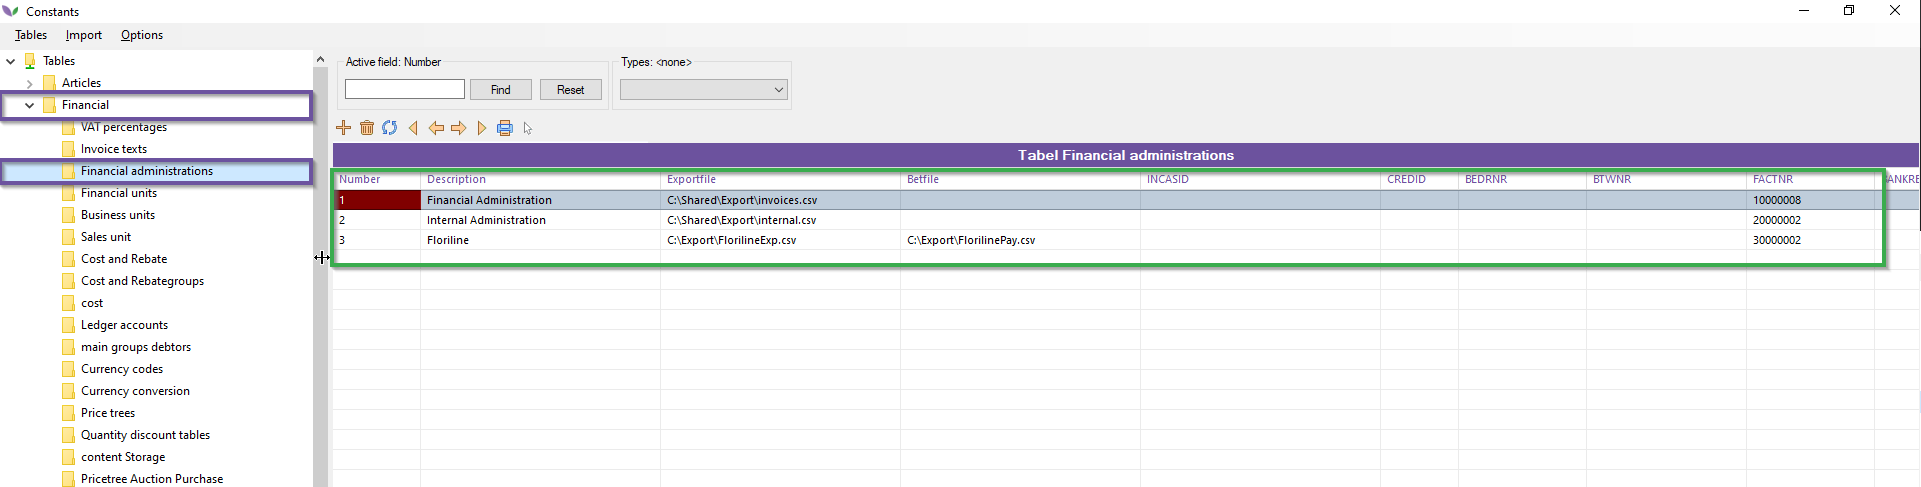 Constants
Tables Import Options
Tables
Articles
Financial
VAT percentages
Invoice texts
Financial administrations
Financial units
Business units
Sales unit
Cost and Rebate
Cost and Rebategroups
cost
Ledger accounts
main groups debtors
Currency codes
Currency conversion
Price trees
Quantity discount tables
content Storage
Pricetree Auction Purchase
Active field: Number
Find Reset
Types: <none>
Tabel Financial administrations
Number Description Exportfile Betfile INCASID CREDID BEDRNR BTWNR FACTNR ANKRE
1 Financial Administration C:\Shared\Export\invoices.csv 10000008
2 Internal Administration C:\Shared\Export\internal.csv 20000002
3 Floriline C:\Export\FlorilineExp.csv C:\Export\FlorilinePay.csv 30000002